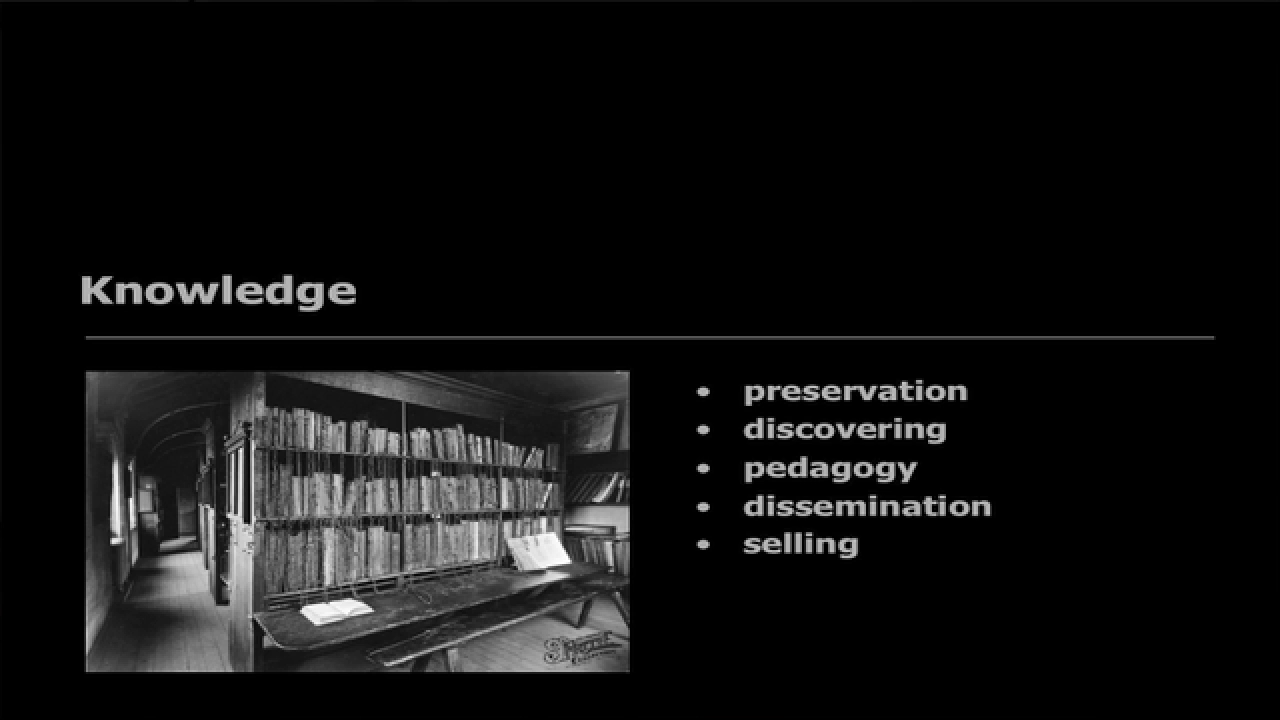 Knowledge
• preservation
• discovering
• pedagogy
• dissemination
• selling